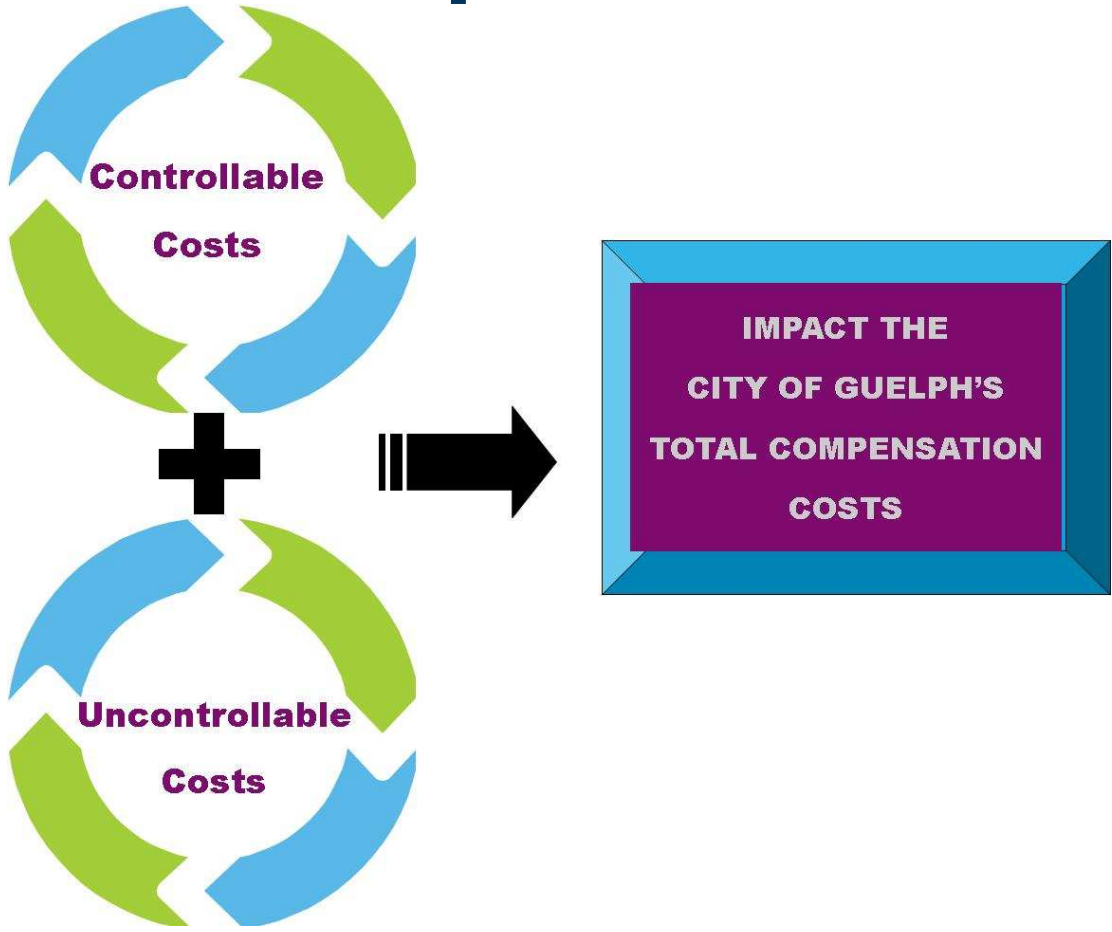 Controllable
Costs
Uncontrollable
Costs
IMPACT THE
CITY OF GUELPH'S
TOTAL COMPENSATION
COSTS